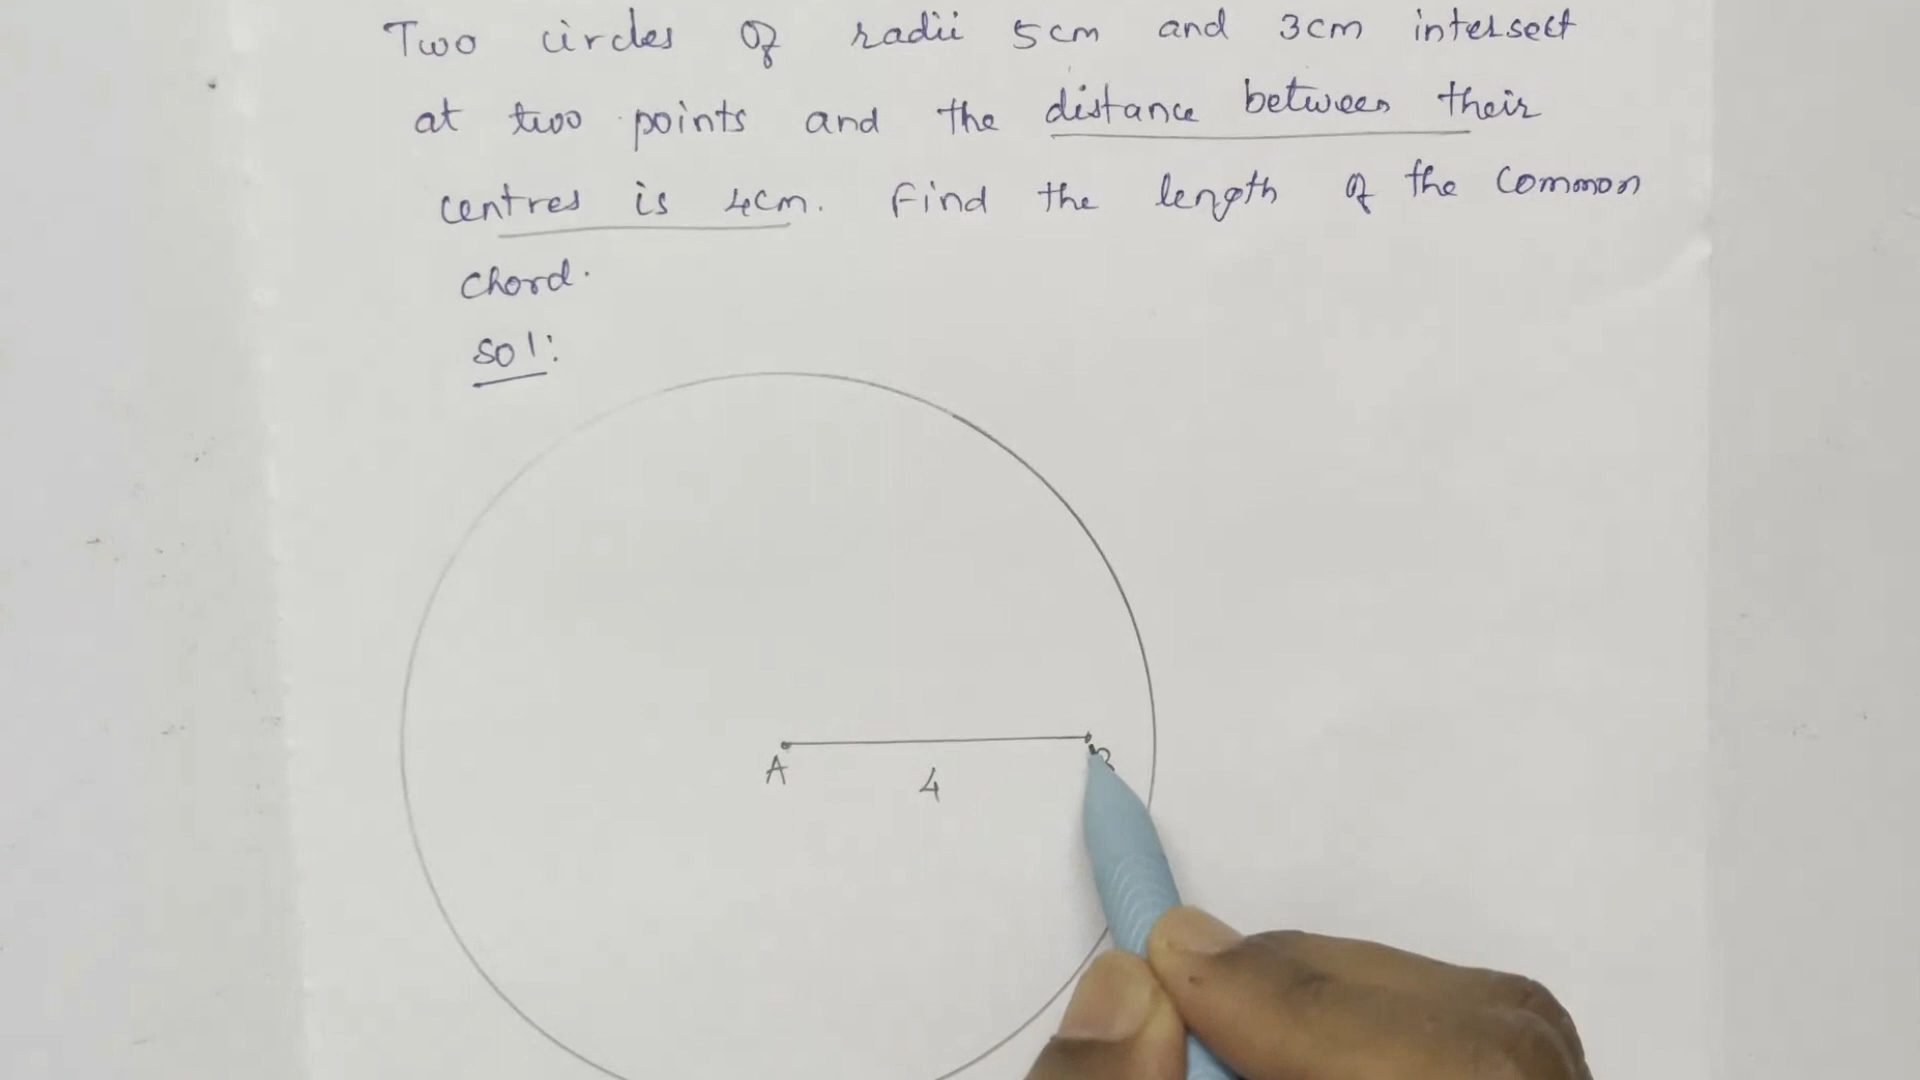 Two circles of radii 5cm and 3cm intersect
at two points and the distance between their
centres is 4cm. Find the length of the common
chord.
Sol:
A 4 B